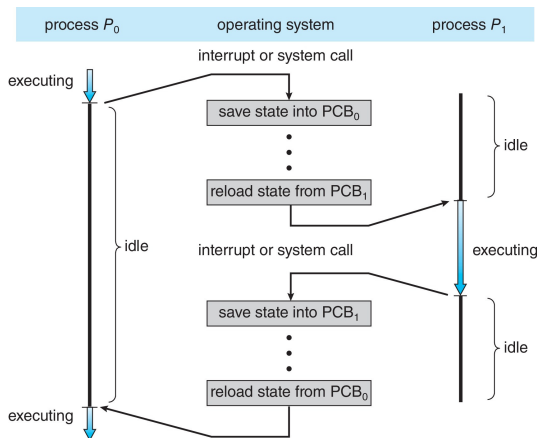 process P₀
operating system
process P₁
interrupt or system call
executing
save state into PCB₀
idle
reload state from PCB₁
idle
interrupt or system call
executing
save state into PCB₁
idle
reload state from PCB₀
executing